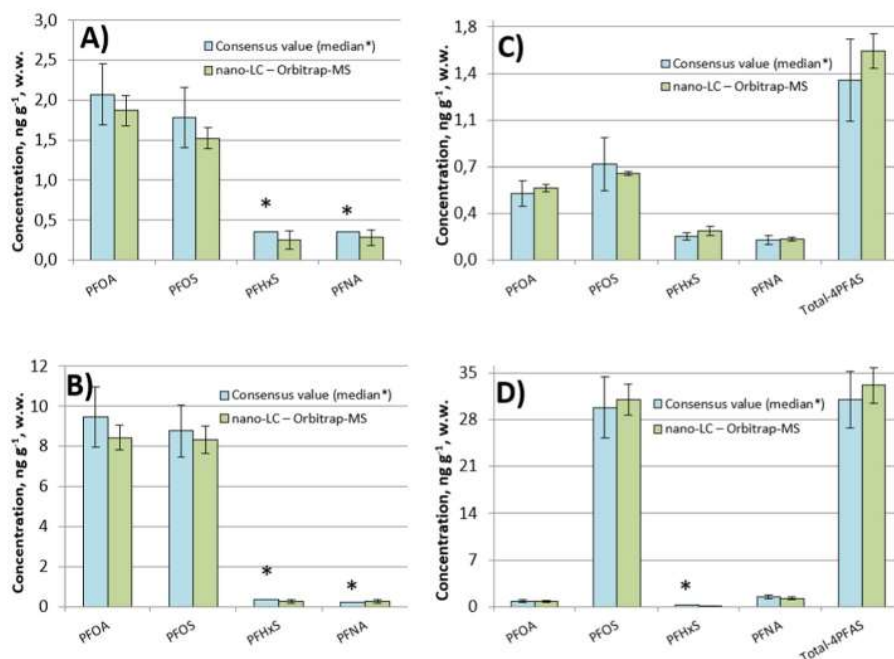 A)
Concentration, ng g⁻¹, w.w.
3,0
2,5
2,0
1,5
1,0
0,5
0,0
Consensus value (median*)
nano-LC – Orbitrap-MS
*
*
PFOA
PFOS
PFHxS
PFNA
C)
Concentration, ng g⁻¹, w.w.
1,8
1,4
1,1
0,7
0,4
0,0
Consensus value (median*)
nano-LC – Orbitrap-MS
PFOA
PFOS
PFHxS
PFNA
Total-4PFAS
B)
Concentration, ng g⁻¹, w.w.
12
10
8
6
4
2
0
Consensus value (median*)
nano-LC – Orbitrap-MS
*
*
PFOA
PFOS
PFHxS
PFNA
D)
Concentration, ng g⁻¹, w.w.
35
28
21
14
7
0
Consensus value (median*)
nano-LC – Orbitrap-MS
*
PFOA
PFOS
PFHxS
PFNA
Total-4PFAS